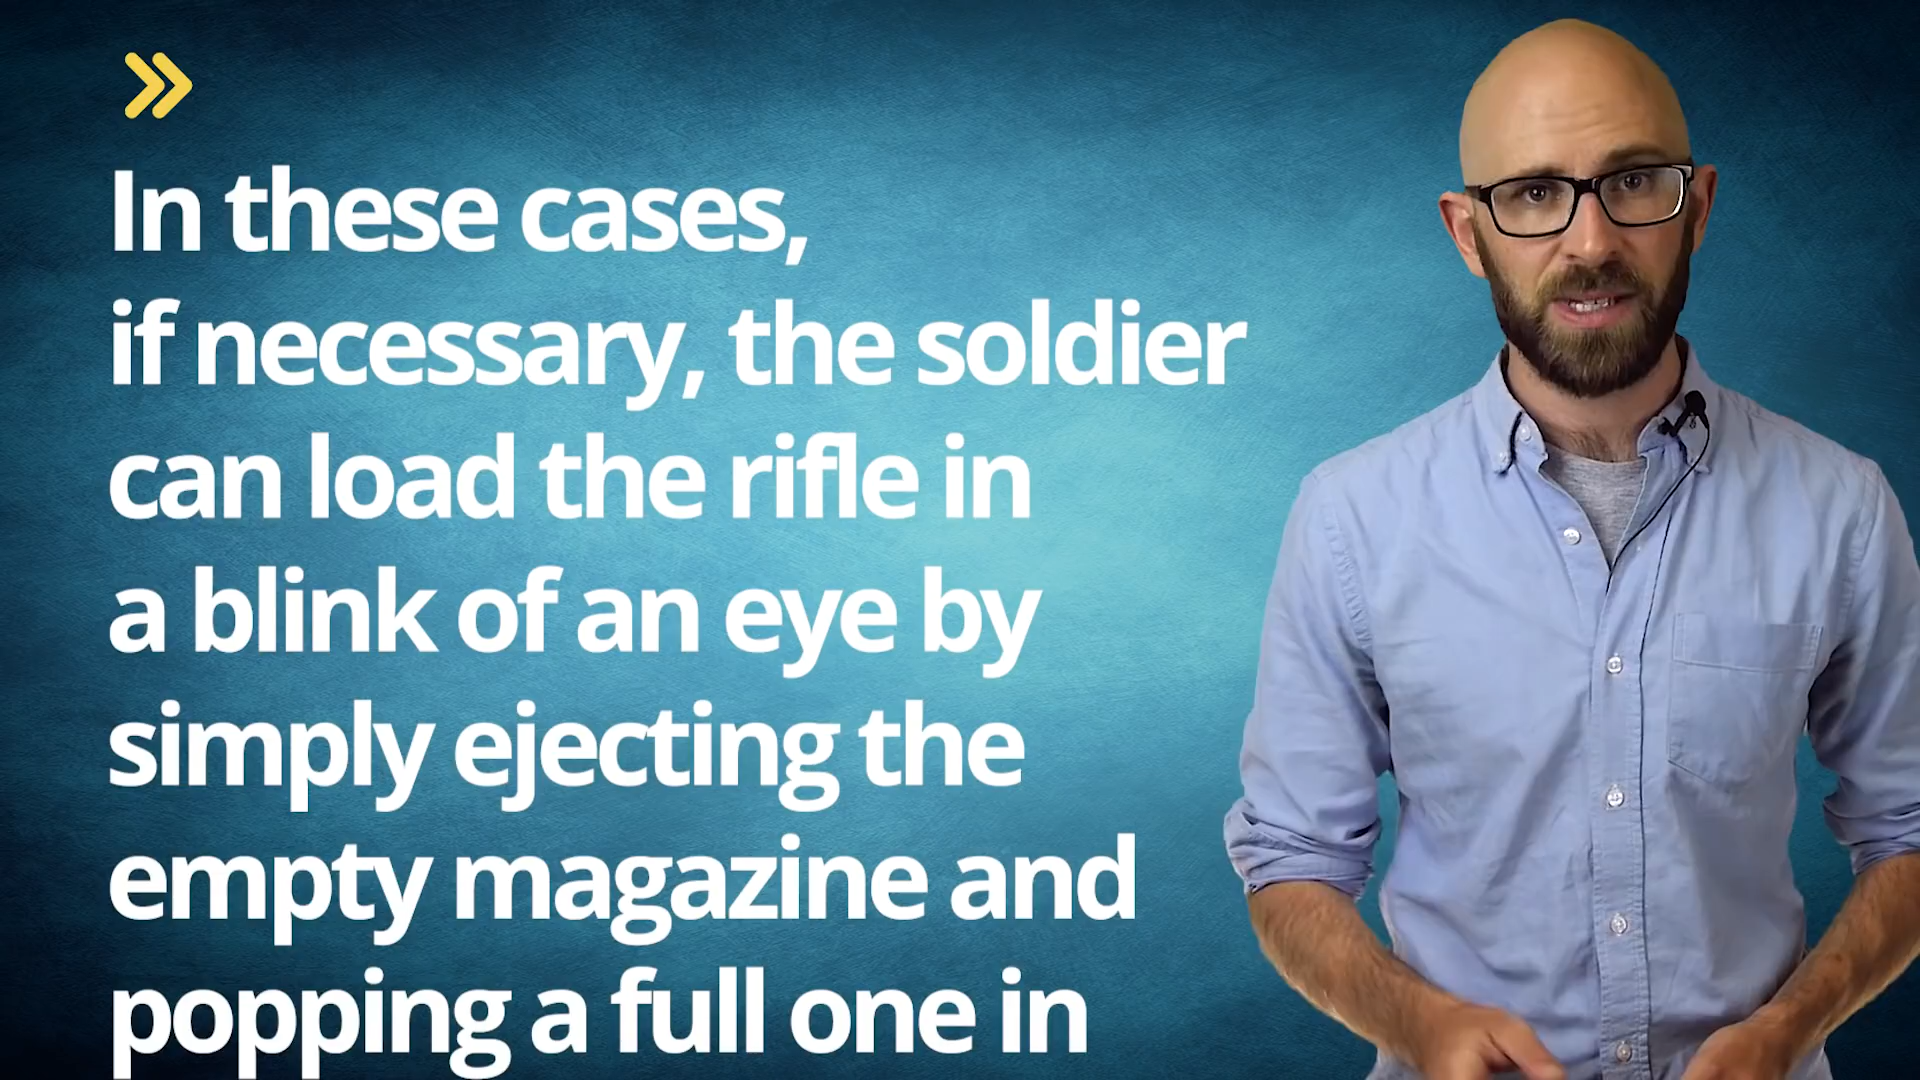 In these cases,
if necessary, the soldier
can load the rifle in
a blink of an eye by
simply ejecting the
empty magazine and
popping a full one in